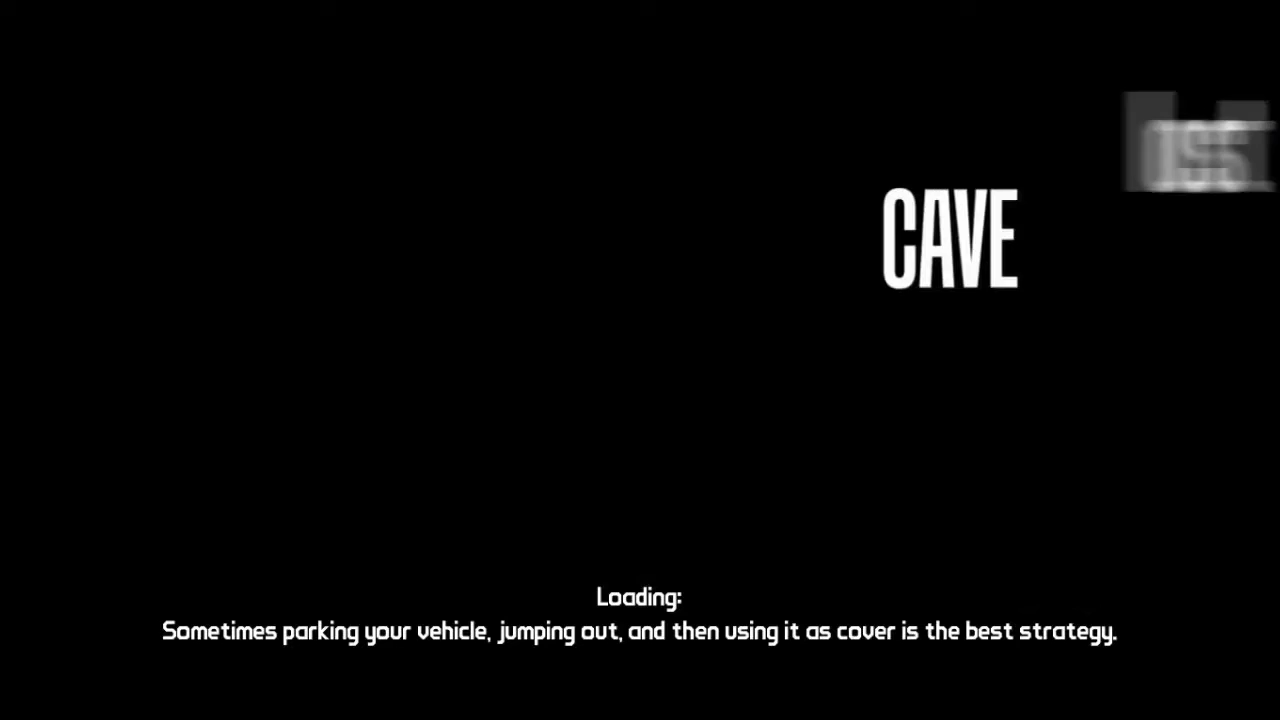 CAVE
Loading:
Sometimes parking your vehicle, jumping out, and then using it as cover is the best strategy.